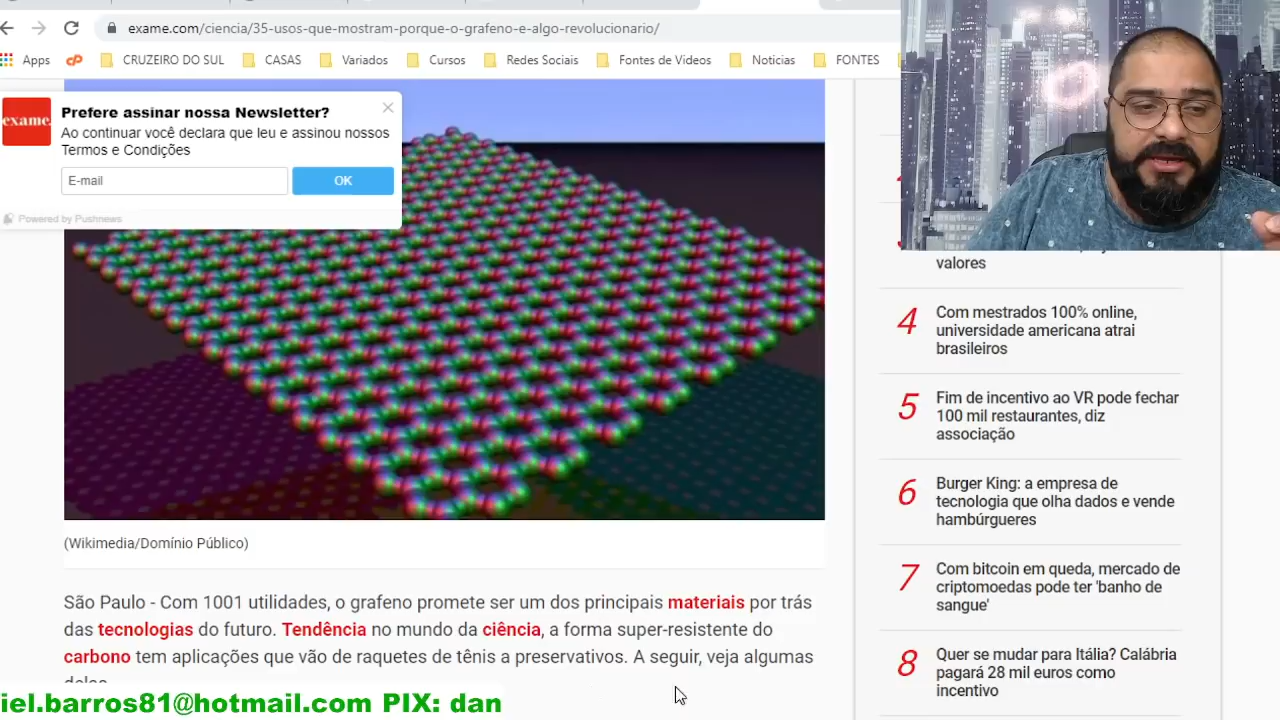 exame.com/ciencia/35-usos-que-mostram-porque-o-grafeno-e-algo-revolucionario/
Apps
CRUZEIRO DO SUL
CASAS
Variados
Cursos
Redes Sociais
Fontes de Videos
Noticias
FONTES
exame.
Prefere assinar nossa Newsletter?
Ao continuar você declara que leu e assinou nossos
Termos e Condições
E-mail
OK
Powered by Pushnews
(Wikimedia/Domínio Público)
São Paulo - Com 1001 utilidades, o grafeno promete ser um dos principais materiais por trás
das tecnologias do futuro. Tendência no mundo da ciência, a forma super-resistente do
carbono tem aplicações que vão de raquetes de tênis a preservativos. A seguir, veja algumas
valores
4
Com mestrados 100% online,
universidade americana atrai
brasileiros
5
Fim de incentivo ao VR pode fechar
100 mil restaurantes, diz
associação
6
Burger King: a empresa de
tecnologia que olha dados e vende
hambúrgueres
7
Com bitcoin em queda, mercado de
criptomoedas pode ter 'banho de
sangue'
8
Quer se mudar para Itália? Calábria
pagará 28 mil euros como
incentivo
iel.barros81@hotmail.com PIX: dan